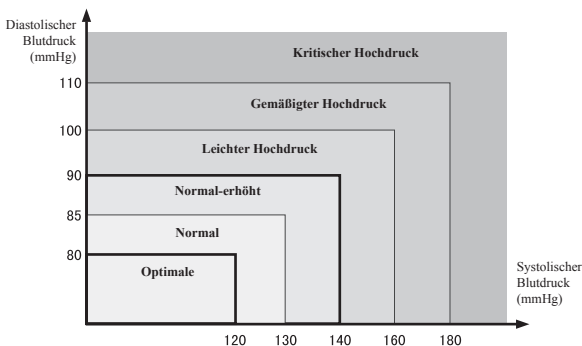 Diastolischer
Blutdruck
(mmHg)
Kritischer Hochdruck
110
Gemäßigter Hochdruck
100
Leichter Hochdruck
90
Normal-erhöht
85
Normal
80
Optimale
Systolischer
Blutdruck
(mmHg)
120 130 140 160 180